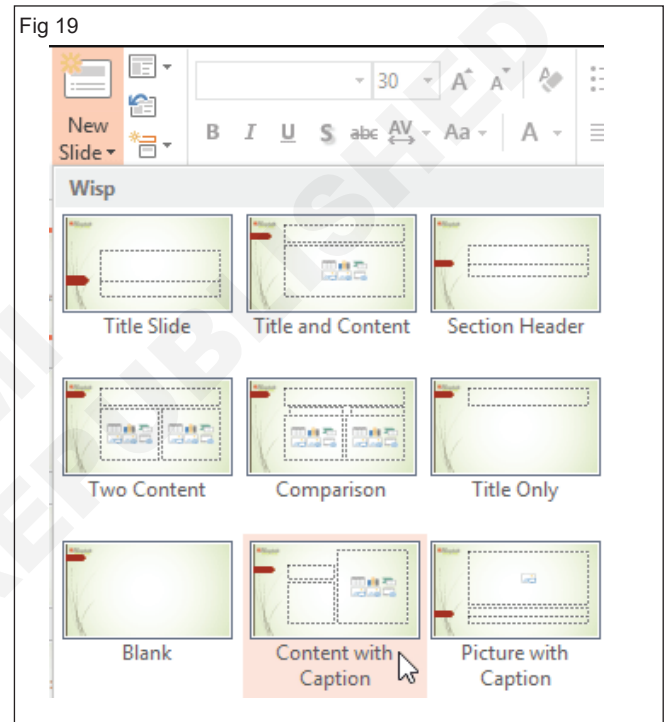 Fig 19
30 A A
New
Slide
B I U S abc AV Aa A
Wisp
Title Slide Title and Content Section Header
Two Content Comparison Title Only
Blank Content with Caption Picture with Caption